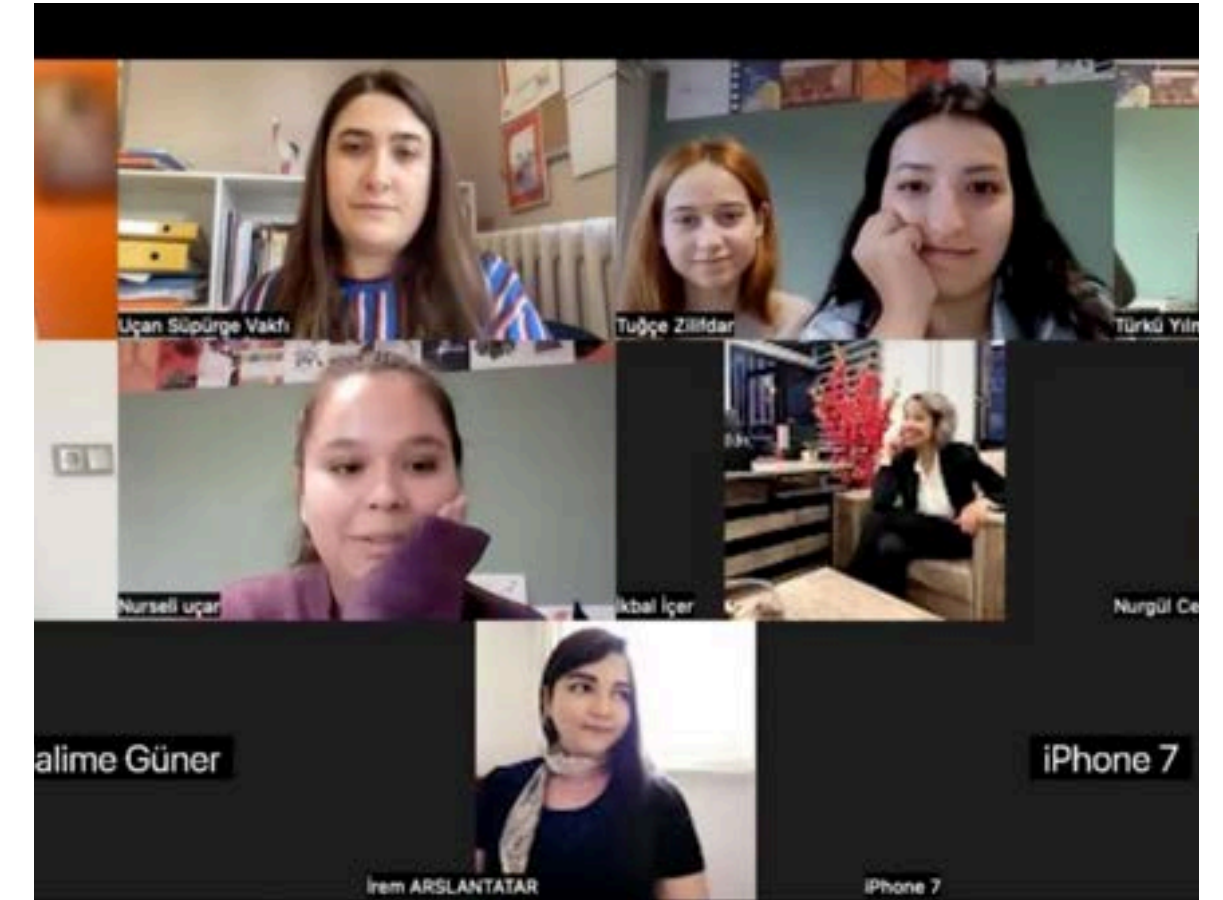 Uçan Süpürge Vakfı
Tuğçe Zilifdar
Türkü Yılm
Nurseli uçar
İkbal İçer
Nurgül Ce
alime Güner
iPhone 7
İrem ARSLANTATAR
iPhone 7